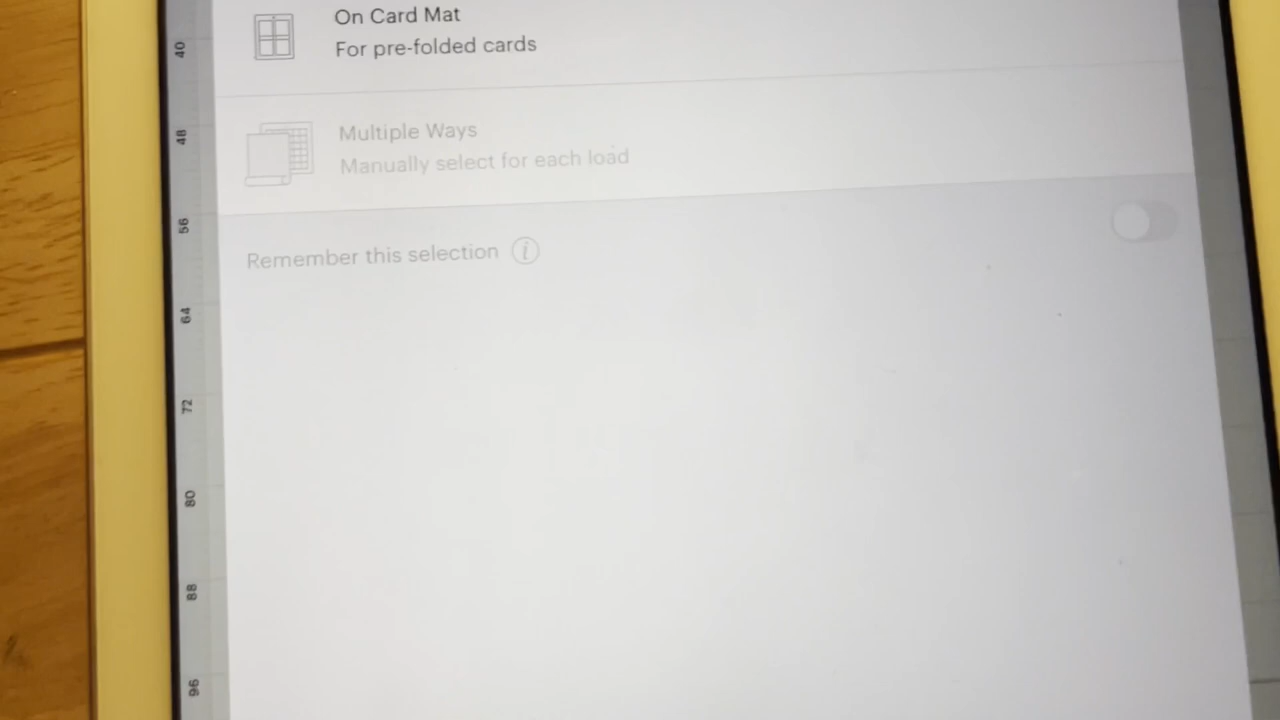 On Card Mat
For pre-folded cards
Multiple Ways
Manually select for each load
Remember this selection i
40
48
56
64
72
80
88
96